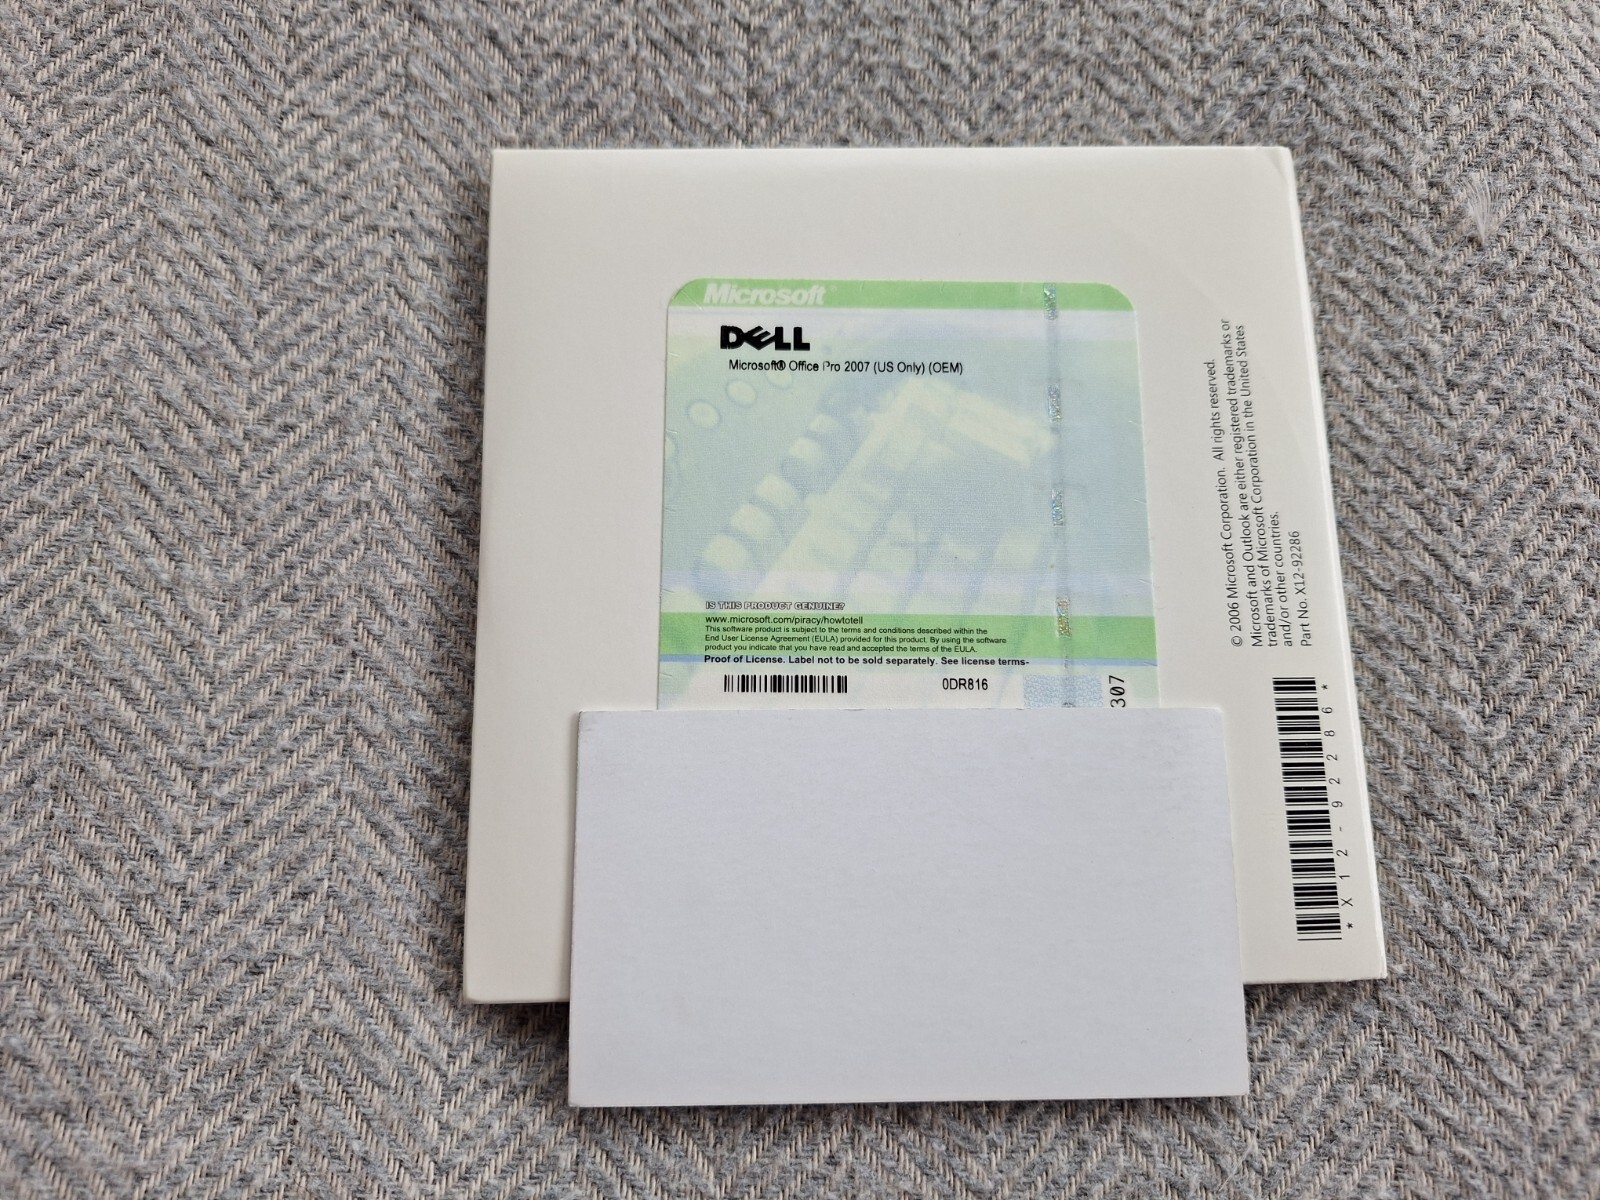 Microsoft®
DELL
Microsoft® Office Pro 2007 (US Only) (OEM)
IS THIS PRODUCT GENUINE?
www.microsoft.com/piracy/howtotell
This software product is subject to the terms and conditions described within the
End User License Agreement (EULA) provided for this product. By using the software
product you indicate that you have read and accepted the terms of the EULA.
Proof of License. Label not to be sold separately. See license terms-
0DR816
307
© 2006 Microsoft Corporation. All rights reserved.
Microsoft and Outlook are either registered trademarks or
trademarks of Microsoft Corporation in the United States
and/or other countries.
Part No. X12-92286
*X12-92286*